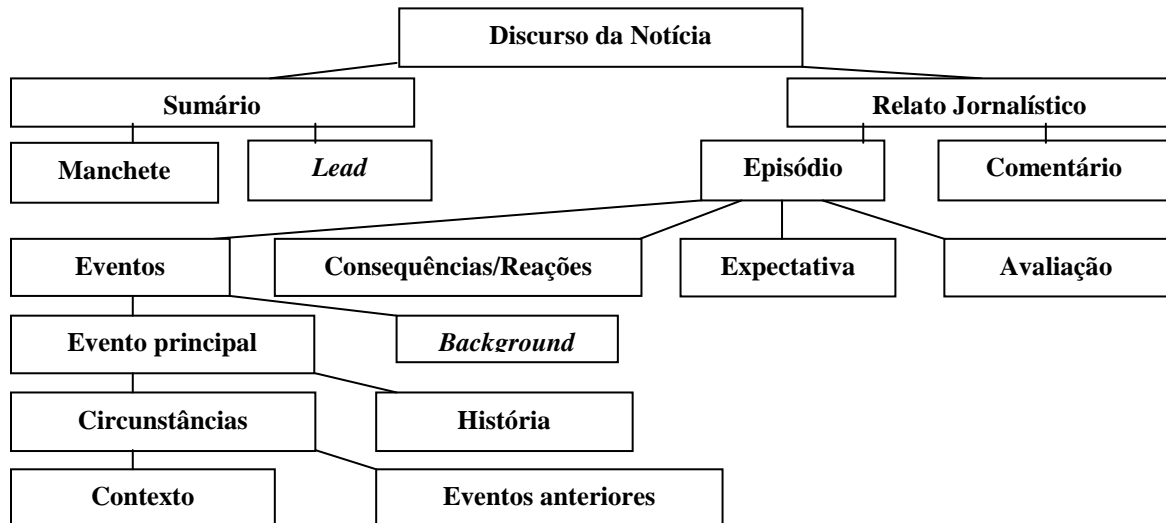 Discurso da Notícia
Sumário
Relato Jornalístico
Manchete
Lead
Episódio
Comentário
Eventos
Consequências/Reações
Expectativa
Avaliação
Evento principal
Background
Circunstâncias
História
Contexto
Eventos anteriores